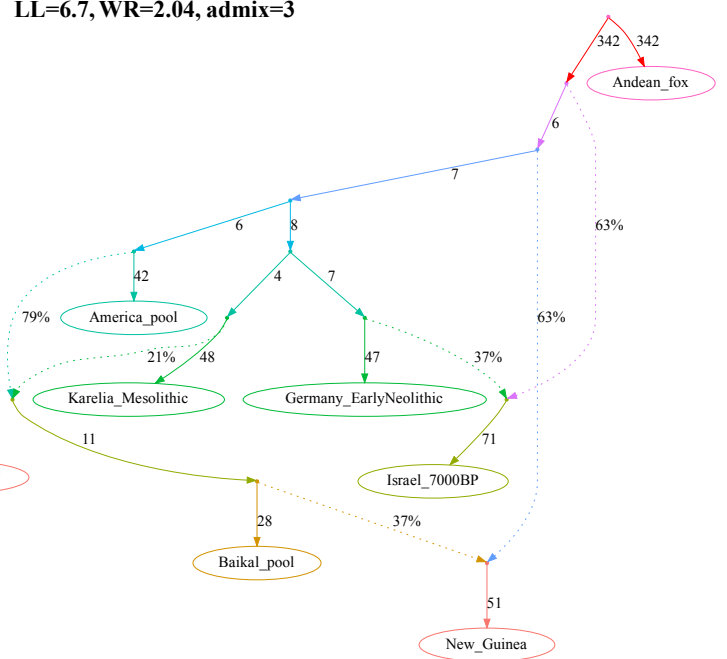 LL=6.7, WR=2.04, admix=3
342 342
Andean_fox
6
7
6 8 63%
42 4 7
America_pool
79% 63%
21% 48 47 37%
Karelia_Mesolithic Germany_EarlyNeolithic
11 71
Israel_7000BP
28 37%
Baikal_pool
51
New_Guinea